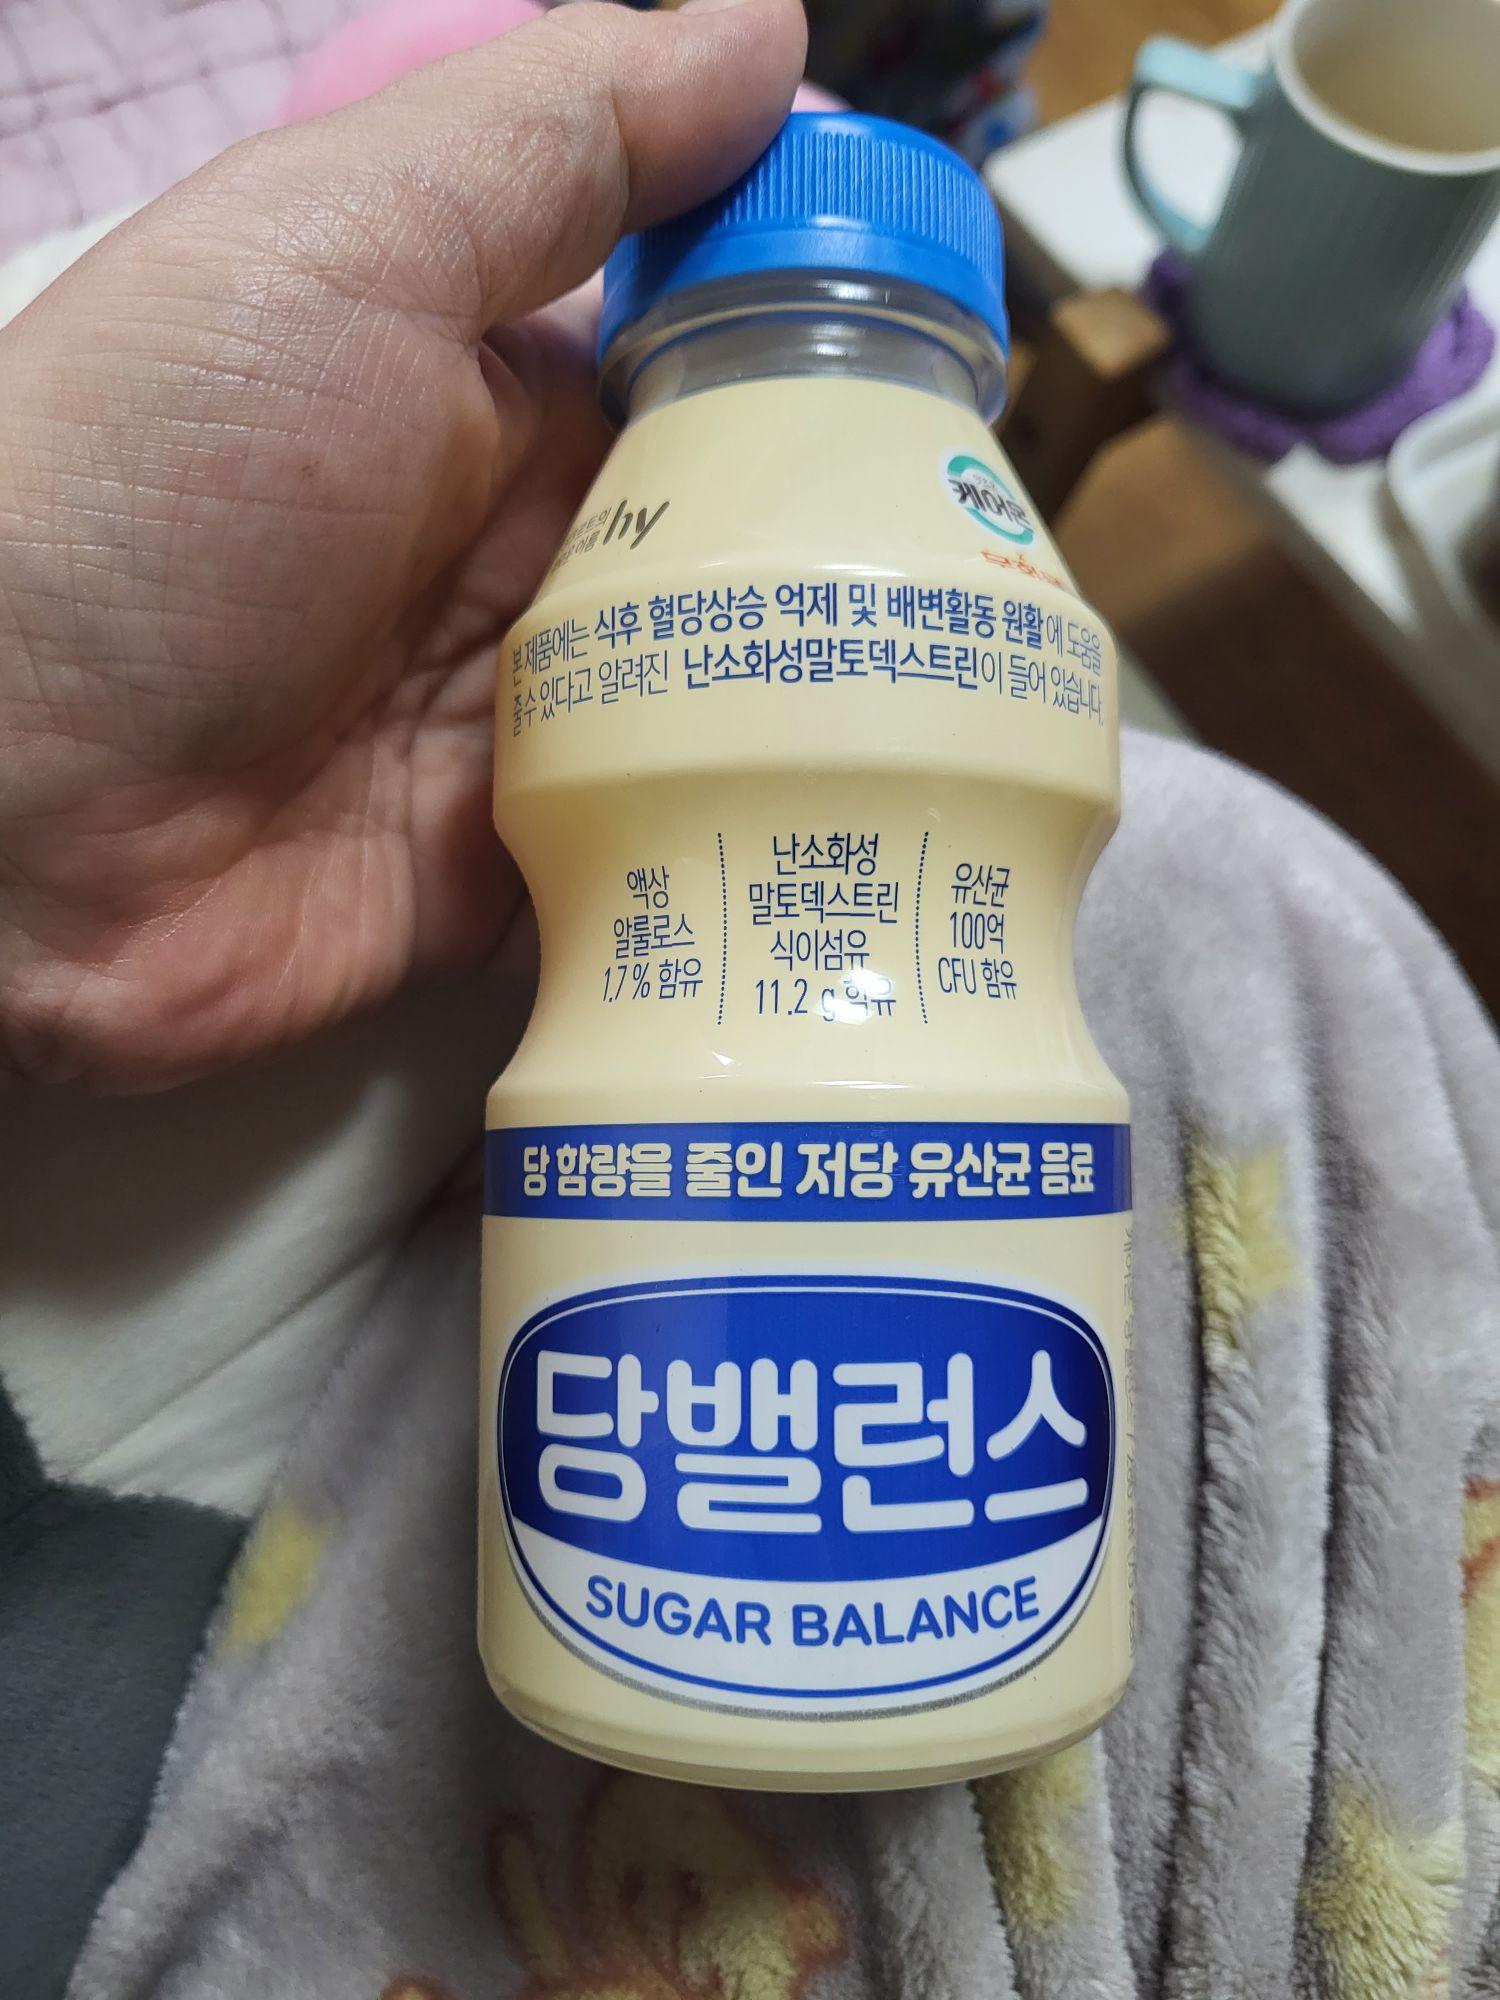 hy
케어온
본 제품에는 식후 혈당상승 억제 및 배변활동 원활에 도움을
줄 수 있다고 알려진 난소화성말토덱스트린이 들어 있습니다.
액상
알룰로스
1.7 % 함유
난소화성
말토덱스트린
식이섬유
11.2 g 함유
유산균
100억
CFU 함유
당 함량을 줄인 저당 유산균 음료
당밸런스
SUGAR BALANCE